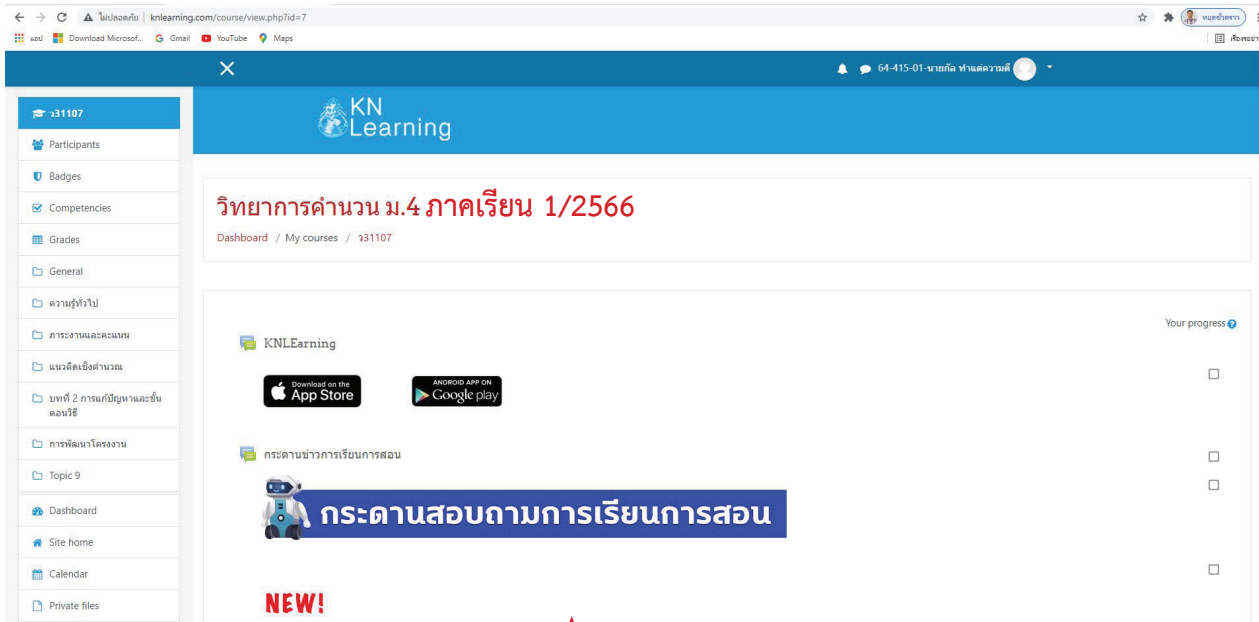 ไม่ปลอดภัย | knlearning.com/course/view.php?id=7
หยุดชั่วคราว
แอป Download Microsof... Gmail YouTube Maps
64-415-01-นายกัล ทำแต่ความดี
KN
Learning
ว31107
Participants
Badges
Competencies
Grades
General
ความรู้ทั่วไป
ภาระงานและคะแนน
แนวคิดเชิงคำนวณ
บทที่ 2 การแก้ปัญหาและขั้น
ตอนวิธี
การพัฒนาโครงงาน
Topic 9
Dashboard
Site home
Calendar
Private files
วิทยาการคำนวน ม.4 ภาคเรียน 1/2566
Dashboard / My courses / ว31107
Your progress
KNLEarning
Download on the
App Store
ANDROID APP ON
Google play
กระดานข่าวการเรียนการสอน
กระดานสอบถามการเรียนการสอน
NEW!